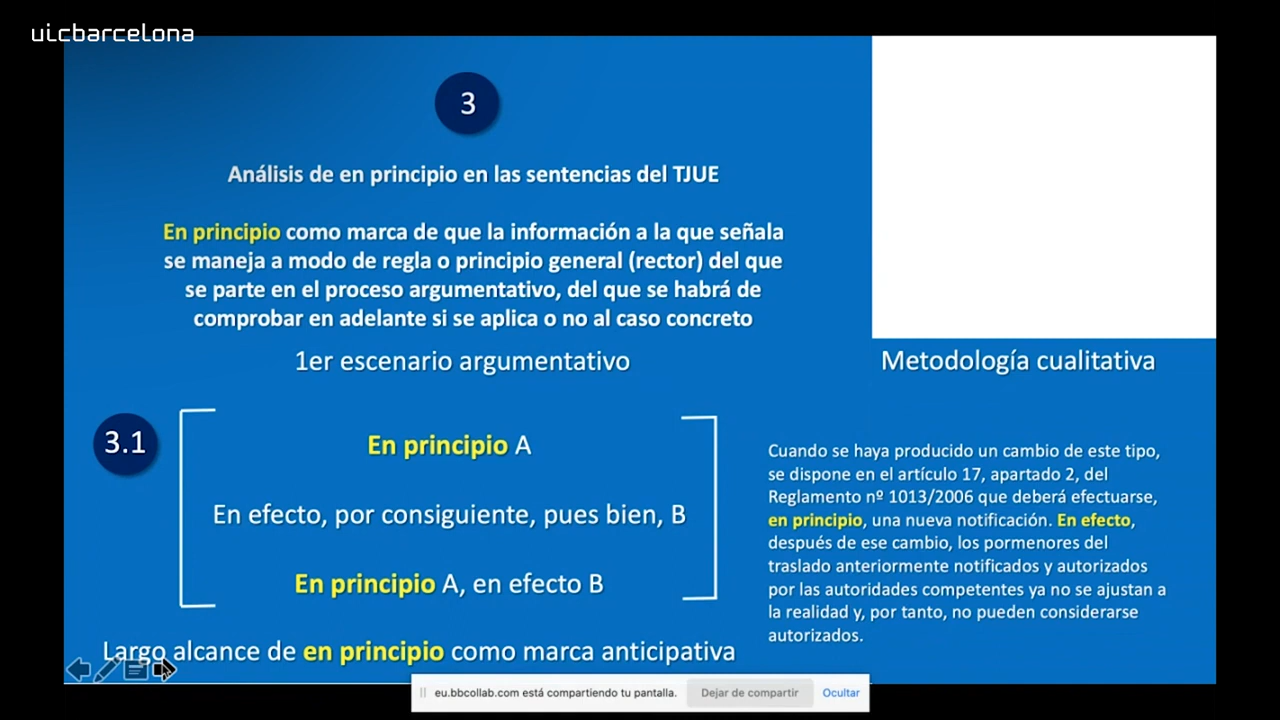 uicbarcelona
3
Análisis de en principio en las sentencias del TJUE
En principio como marca de que la información a la que señala
se maneja a modo de regla o principio general (rector) del que
se parte en el proceso argumentativo, del que se habrá de
comprobar en adelante si se aplica o no al caso concreto
1er escenario argumentativo
Metodología cualitativa
3.1
En principio A
En efecto, por consiguiente, pues bien, B
En principio A, en efecto B
Largo alcance de en principio como marca anticipativa
Cuando se haya producido un cambio de este tipo,
se dispone en el artículo 17, apartado 2, del
Reglamento nº 1013/2006 que deberá efectuarse,
en principio, una nueva notificación. En efecto,
después de ese cambio, los pormenores del
traslado anteriormente notificados y autorizados
por las autoridades competentes ya no se ajustan a
la realidad y, por tanto, no pueden considerarse
autorizados.
eu.bbcollab.com está compartiendo tu pantalla.
Dejar de compartir
Ocultar